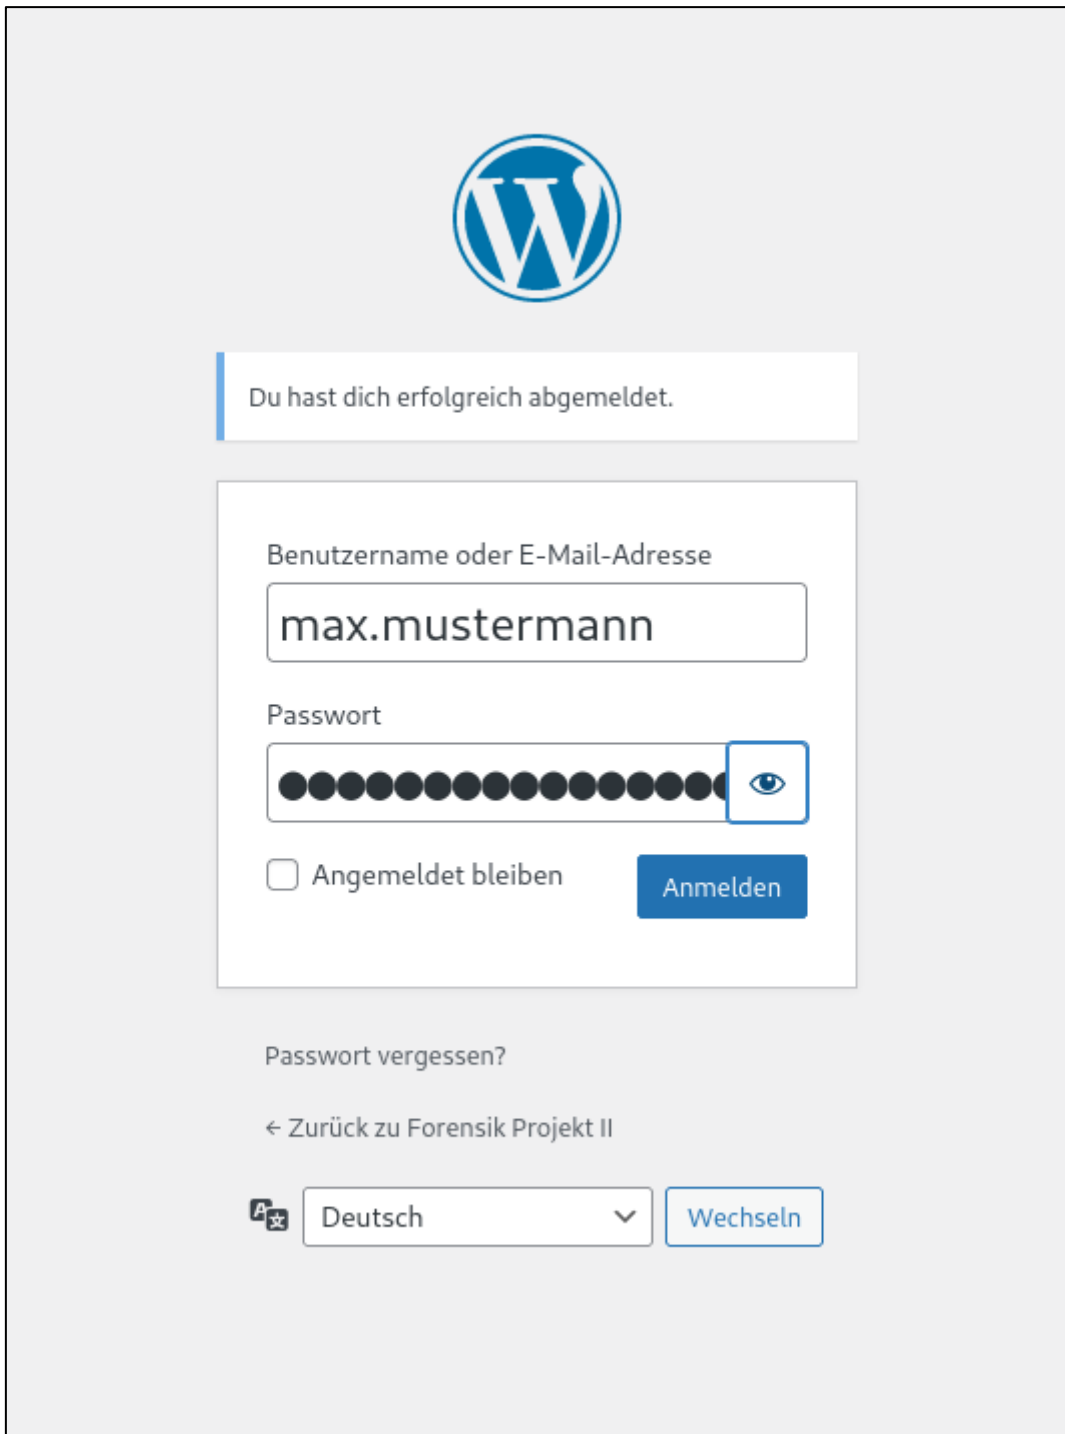 Du hast dich erfolgreich abgemeldet.
Benutzername oder E-Mail-Adresse
max.mustermann
Passwort
Angemeldet bleiben
Anmelden
Passwort vergessen?
← Zurück zu Forensik Projekt II
Deutsch
Wechseln